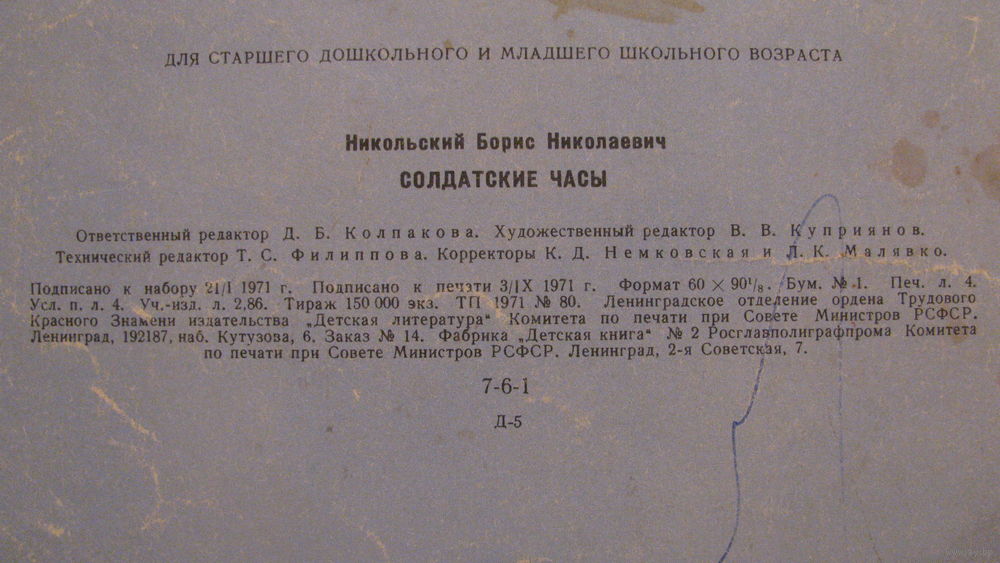 ДЛЯ СТАРШЕГО ДОШКОЛЬНОГО И МЛАДШЕГО ШКОЛЬНОГО ВОЗРАСТА
Никольский Борис Николаевич
СОЛДАТСКИЕ ЧАСЫ
Ответственный редактор Д. Б. Колпакова. Художественный редактор В. В. Куприянов.
Технический редактор Т. С. Филиппова. Корректоры К. Д. Немковская и Л. К. Малявко.
Подписано к набору 21/I 1971 г. Подписано к печати 3/IX 1971 г. Формат 60 × 90¹/₈. Бум. № 1. Печ. л. 4.
Усл. п. л. 4. Уч.-изд. л. 2,86. Тираж 150 000 экз. ТП 1971 № 80. Ленинградское отделение ордена Трудового
Красного Знамени издательства „Детская литература“ Комитета по печати при Совете Министров РСФСР.
Ленинград, 192187, наб. Кутузова, 6. Заказ № 14. Фабрика „Детская книга“ № 2 Росглавполиграфпрома Комитета
по печати при Совете Министров РСФСР. Ленинград, 2-я Советская, 7.
7-6-1
Д-5